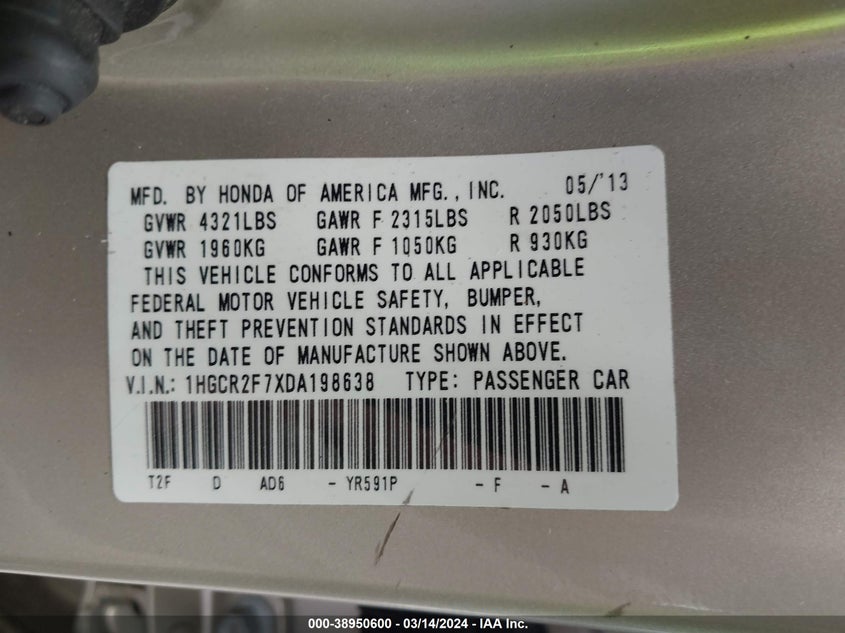 MFD. BY HONDA OF AMERICA MFG., INC. 05/'13
GVWR 4321LBS GAWR F 2315LBS R 2050LBS
GVWR 1960KG GAWR F 1050KG R 930KG
THIS VEHICLE CONFORMS TO ALL APPLICABLE
FEDERAL MOTOR VEHICLE SAFETY, BUMPER,
AND THEFT PREVENTION STANDARDS IN EFFECT
ON THE DATE OF MANUFACTURE SHOWN ABOVE.
V.I.N.: 1HGCR2F7XDA198638 TYPE: PASSENGER CAR
T2F D AD6 - YR591P - F - A
000-38950600 - 03/14/2024 - IAA Inc.